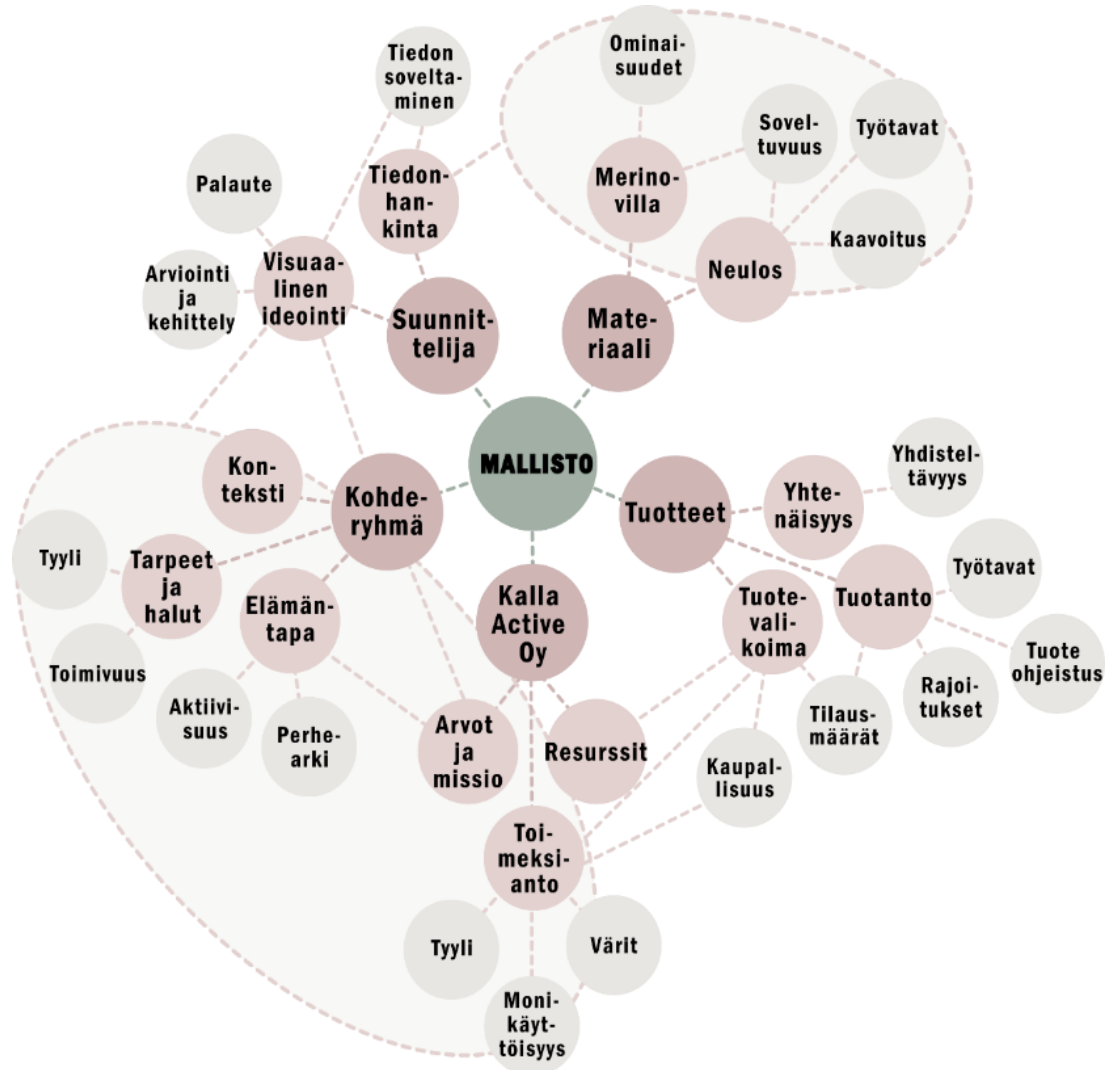 Tiedon
sovelta-
minen
Ominai-
suudet
Sovel-
tuvuus
Työtavat
Palaute
Tiedon-
han-
kinta
Merino-
villa
Kaavoitus
Arviointi
ja
kehittely
Visuaa-
linen
ideointi
Neulos
Suunnit-
telija
Mate-
riaali
MALLISTO
Kon-
teksti
Kohde-
ryhmä
Tuotteet
Yhte-
näisyys
Yhdistel-
tävyys
Tyyli
Tarpeet
ja
halut
Elämän-
tapa
Kalla
Active
Oy
Tuote-
vali-
koima
Tuotanto
Työtavat
Toimivuus
Aktiivi-
suus
Perhe-
arki
Arvot
ja
missio
Resurssit
Kaupal-
lisuus
Tilaus-
määrät
Rajoi-
tukset
Tuote
ohjeistus
Toi-
meksi-
anto
Tyyli
Värit
Moni-
käyt-
töisyys